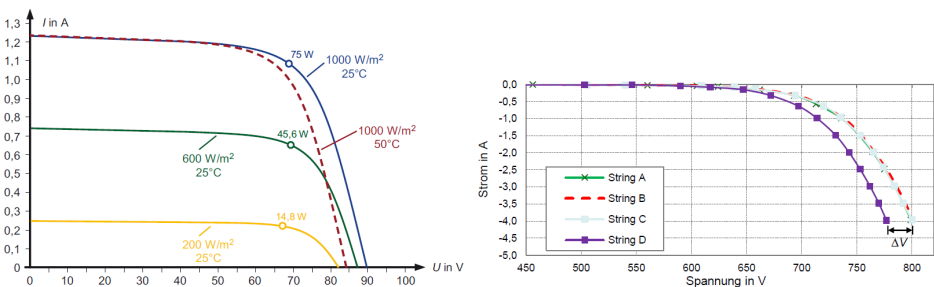 I in A
1,3
1,2
1,1
1,0
0,9
0,8
0,7
0,6
0,5
0,4
0,3
0,2
0,1
0
75 W
1000 W/m²
25°C
1000 W/m²
50°C
45,6 W
600 W/m²
25°C
14,8 W
200 W/m²
25°C
0 10 20 30 40 50 60 70 80 90 100
U in V
Strom in A
0,0
-0,5
-1,0
-1,5
-2,0
-2,5
-3,0
-3,5
-4,0
-4,5
-5,0
String A
String B
String C
String D
ΔV
450 500 550 600 650 700 750 800
Spannung in V